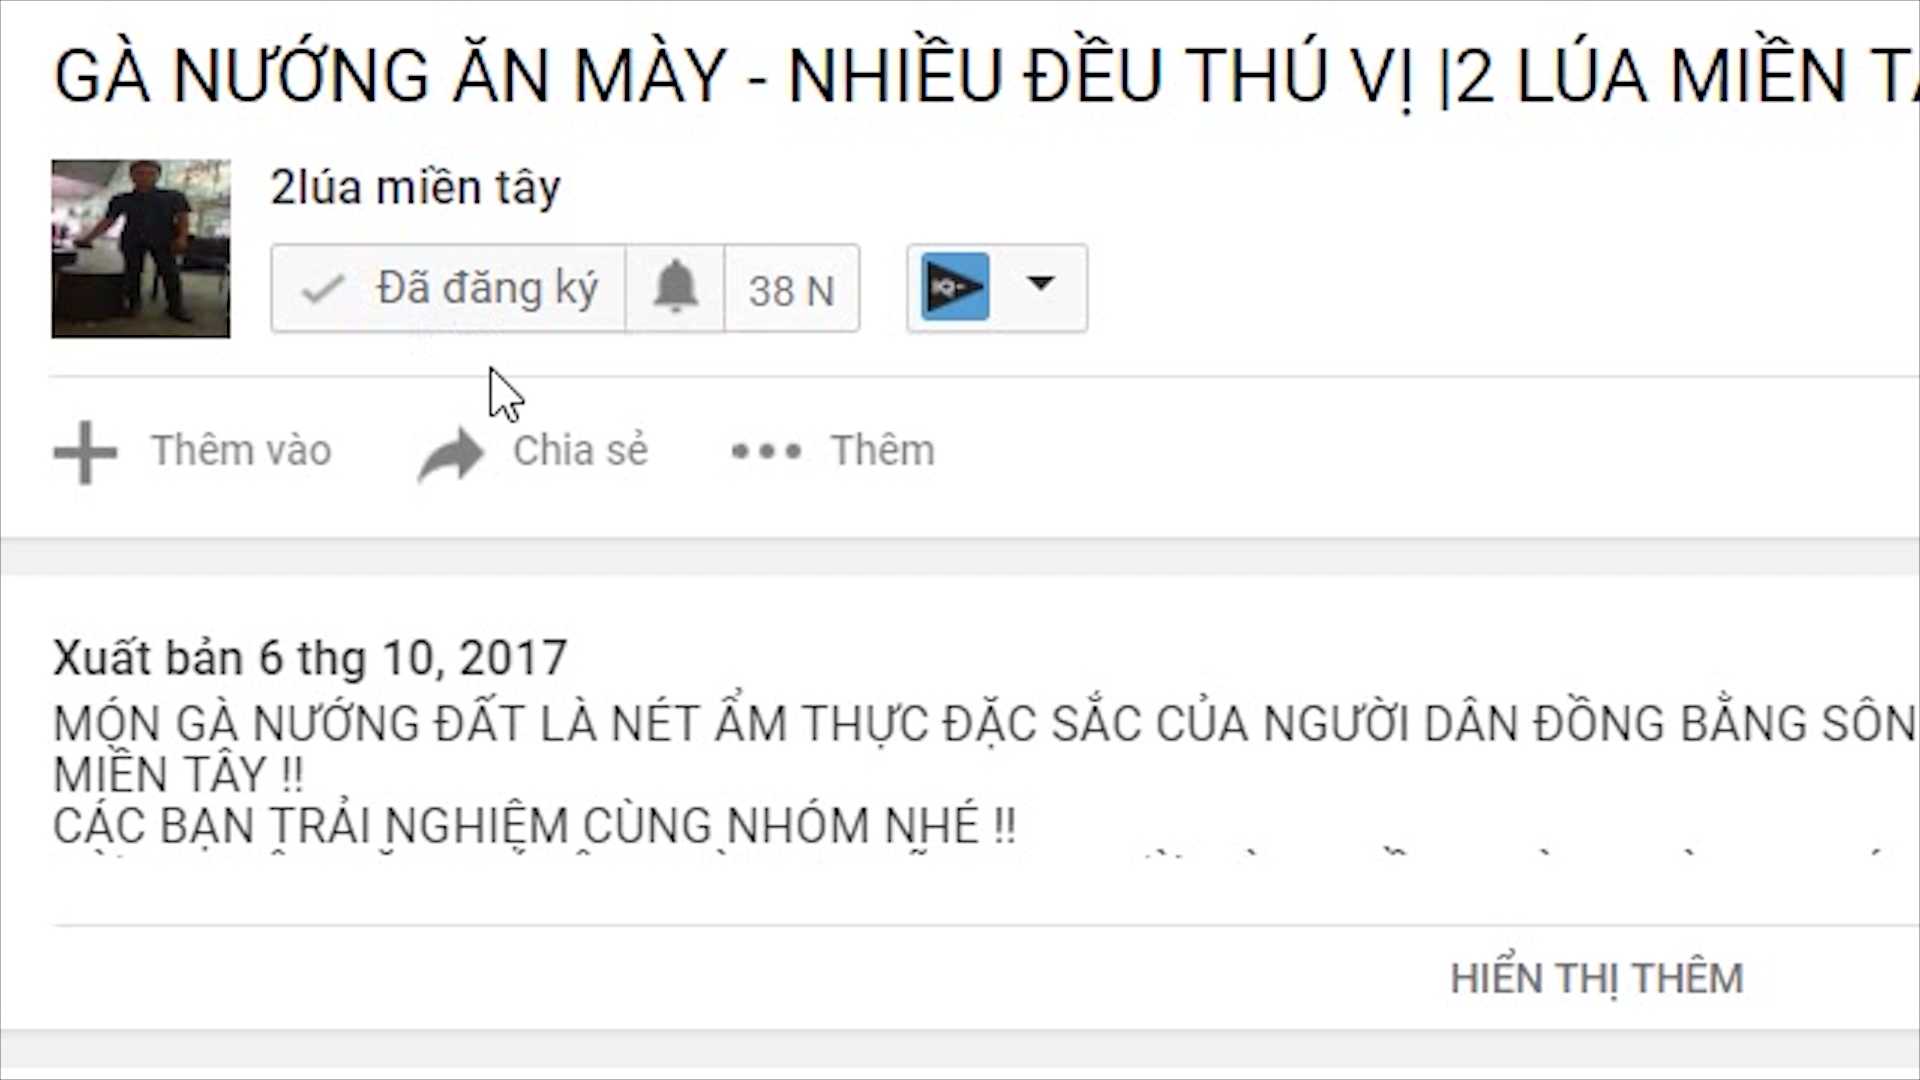 GÀ NƯỚNG ĂN MÀY - NHIỀU ĐỀU THÚ VỊ |2 LÚA MIỀN
2lúa miền tây
Đã đăng ký 38 N
IQ-
Thêm vào Chia sẻ Thêm
Xuất bản 6 thg 10, 2017
MÓN GÀ NƯỚNG ĐẤT LÀ NÉT ẨM THỰC ĐẶC SẮC CỦA NGƯỜI DÂN ĐỒNG BẰNG
MIỀN TÂY !!
CÁC BẠN TRẢI NGHIỆM CÙNG NHÓM NHÉ !!
HIỂN THỊ THÊM